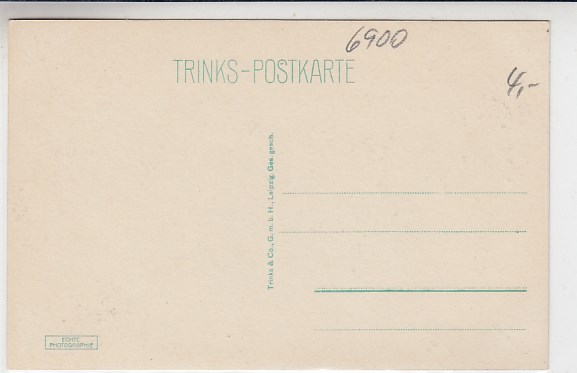 6900
TRINKS-POSTKARTE
4,-
Trinks & Co., G. m. b. H., Leipzig. Ges. gesch.
ECHTE
PHOTOGRAPHIE